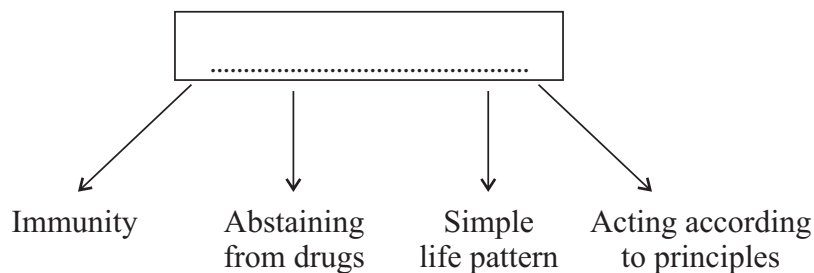 ..............................................
Immunity Abstaining Simple Acting according
from drugs life pattern to principles